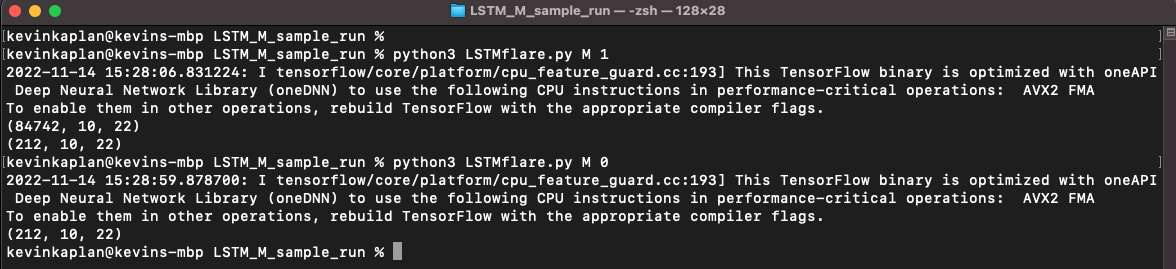 LSTM_M_sample_run — -zsh — 128×28
[kevinkaplan@kevins-mbp LSTM_M_sample_run %                                ]
[kevinkaplan@kevins-mbp LSTM_M_sample_run % python3 LSTMflare.py M 1       ]
2022-11-14 15:28:06.831224: I tensorflow/core/platform/cpu_feature_guard.cc:193] This TensorFlow binary is optimized with oneAPI
 Deep Neural Network Library (oneDNN) to use the following CPU instructions in performance-critical operations:  AVX2 FMA
To enable them in other operations, rebuild TensorFlow with the appropriate compiler flags.
(84742, 10, 22)
(212, 10, 22)
[kevinkaplan@kevins-mbp LSTM_M_sample_run % python3 LSTMflare.py M 0       ]
2022-11-14 15:28:59.878700: I tensorflow/core/platform/cpu_feature_guard.cc:193] This TensorFlow binary is optimized with oneAPI
 Deep Neural Network Library (oneDNN) to use the following CPU instructions in performance-critical operations:  AVX2 FMA
To enable them in other operations, rebuild TensorFlow with the appropriate compiler flags.
(212, 10, 22)
kevinkaplan@kevins-mbp LSTM_M_sample_run %